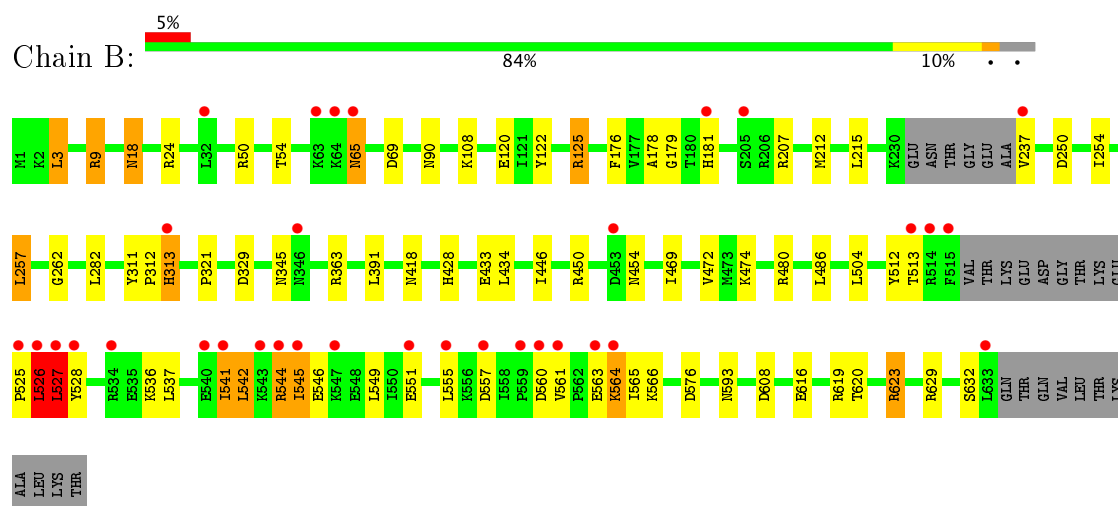 5%
Chain B:
84% 10% • •
M1 K2 L3 R9 N18 R24 L32 R50 T54 K63 K64 N65 D69 N90 K108 E120 I121 Y122 R125 F176 V177 A178 G179 T180 H181 S205 R206 R207 M212 L215 K230 GLU ASN THR GLY GLU ALA V237 D250 I254
L257 G262 L282 Y311 P312 H313 P321 D329 N345 N346 R363 L391 N418 H428 E433 L434 I446 R450 D453 N454 I469 V472 M473 K474 R480 L486 L504 Y512 T513 R514 F515 VAL THR LYS GLU ASP GLY THR LYS GLU
P525 L526 L527 Y528 R534 E535 K536 L537 E540 I541 L542 K543 R544 I545 E546 K547 E548 L549 I550 E551 L555 K556 D557 I558 P559 D560 V561 P562 E563 K564 I565 K566 D576 N593 D608 E616 R619 T620 R623 R629 S632 L633 GLN THR GLN VAL LEU THR LYS
ALA LEU LYS THR